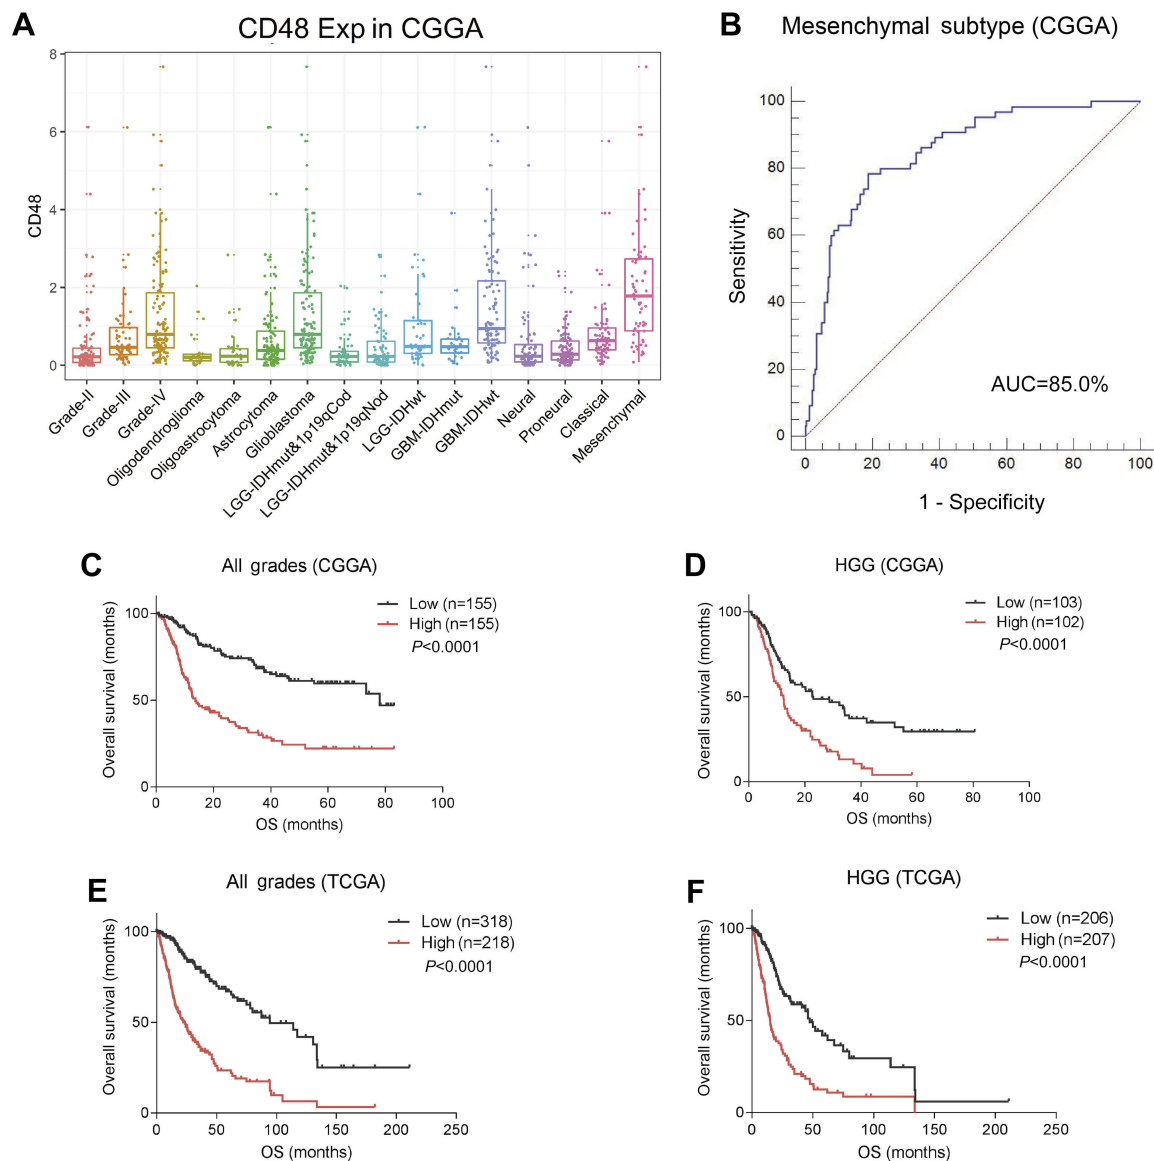 A
CD48 Exp in CGGA
CD48
8
6
4
2
0
Grade-II
Grade-III
Grade-IV
Oligodendroglioma
Oligoastrocytoma
Astrocytoma
Glioblastoma
LGG-IDHmut&1p19qCod
LGG-IDHmut&1p19qNod
LGG-IDHwt
GBM-IDHmut
GBM-IDHwt
Neural
Proneural
Classical
Mesenchymal
B
Mesenchymal subtype (CGGA)
Sensitivity
100
80
60
40
20
0
AUC=85.0%
0 20 40 60 80 100
1 - Specificity
C
All grades (CGGA)
Low (n=155)
High (n=155)
P<0.0001
Overall survival (months)
100
50
0
0 20 40 60 80 100
OS (months)
D
HGG (CGGA)
Low (n=103)
High (n=102)
P<0.0001
Overall survival (months)
100
50
0
0 20 40 60 80 100
OS (months)
E
All grades (TCGA)
Low (n=318)
High (n=218)
P<0.0001
Overall survival (months)
100
50
0
0 50 100 150 200 250
OS (months)
F
HGG (TCGA)
Low (n=206)
High (n=207)
P<0.0001
Overall survival (months)
100
50
0
0 50 100 150 200 250
OS (months)